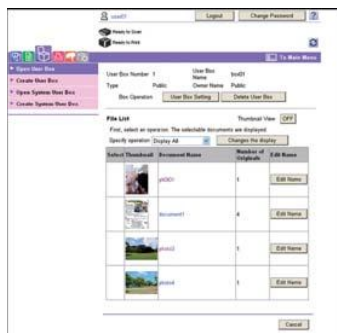 user01 Logout Change Password ?
Ready to Scan
Ready to Print
To Main Menu
Open User Box
Create User Box
Open System User Box
Create System User Box
User Box Number 1 User Box Name box01
Type Public Owner Name Public
Box Operation User Box Setting Delete User Box
File List Thumbnail View OFF
First, select an operation. The selectable documents are displayed.
Specify operation Display All Changes the display
Select Thumbnail Document Name Number of Originals Edit Name
1 Edit Name
document1 4 Edit Name
1 Edit Name
photo4 1 Edit Name
Cancel